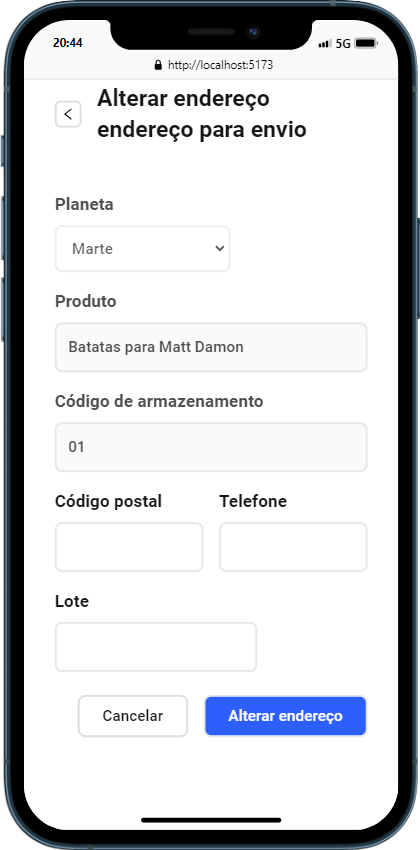 20:44
5G
http://localhost:5173
Alterar endereço
endereço para envio
Planeta
Marte
Produto
Batatas para Matt Damon
Código de armazenamento
01
Código postal
Telefone
Lote
Cancelar
Alterar endereço